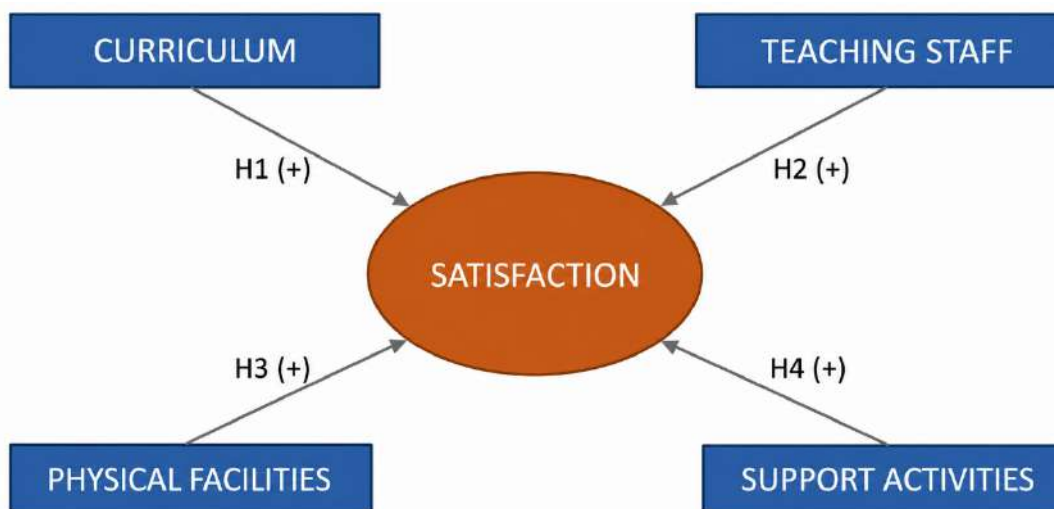 CURRICULUM
TEACHING STAFF
H1 (+)
H2 (+)
SATISFACTION
H3 (+)
H4 (+)
PHYSICAL FACILITIES
SUPPORT ACTIVITIES